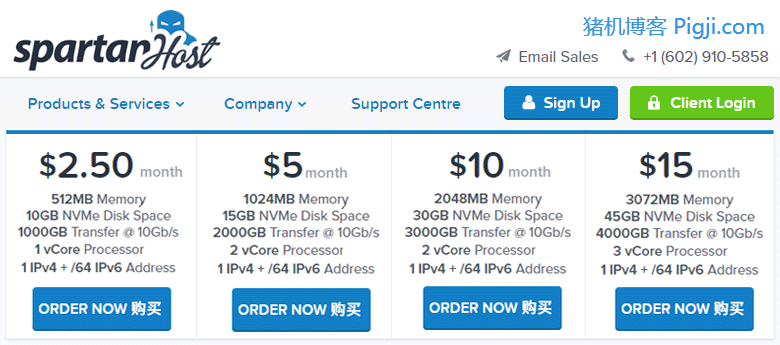 spartanHost
猪机博客 Pigji.com
Email Sales
+1 (602) 910-5858
Products & Services
Company
Support Centre
Sign Up
Client Login
$2.50 month
512MB Memory
10GB NVMe Disk Space
1000GB Transfer @ 10Gb/s
1 vCore Processor
1 IPv4 + /64 IPv6 Address
ORDER NOW 购买
$5 month
1024MB Memory
15GB NVMe Disk Space
2000GB Transfer @ 10Gb/s
2 vCore Processor
1 IPv4 + /64 IPv6 Address
ORDER NOW 购买
$10 month
2048MB Memory
30GB NVMe Disk Space
3000GB Transfer @ 10Gb/s
2 vCore Processor
1 IPv4 + /64 IPv6 Address
ORDER NOW 购买
$15 month
3072MB Memory
45GB NVMe Disk Space
4000GB Transfer @ 10Gb/s
3 vCore Processor
1 IPv4 + /64 IPv6 Address
ORDER NOW 购买